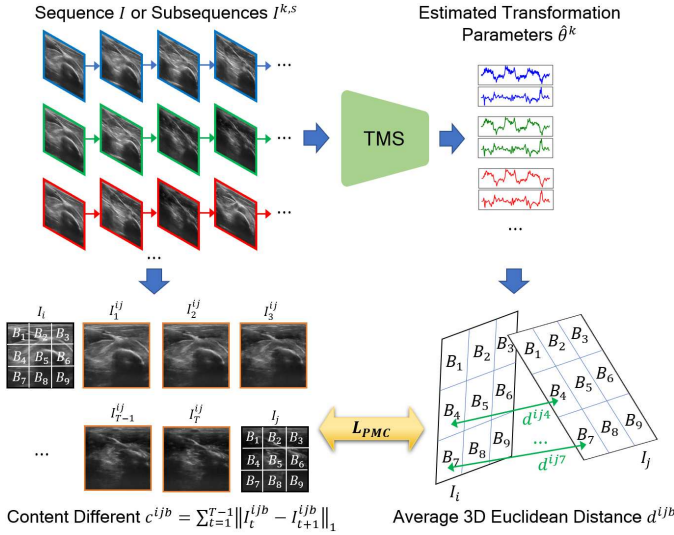 Sequence I or Subsequences I^{k,s}
Estimated Transformation
Parameters θ̂^k
...
...
...
...
TMS
...
I_i I_1^{ij} I_2^{ij} I_3^{ij}
B_1 B_2 B_3
B_4 B_5 B_6
B_7 B_8 B_9
... I_{T-1}^{ij} I_T^{ij} I_j
B_1 B_2 B_3
B_4 B_5 B_6
B_7 B_8 B_9
L_{PMC}
B_1 B_2 B_3
B_4 B_5 B_6
B_7 B_8 B_9
I_i
B_1 B_2 B_3
B_4 B_5 B_6
B_7 B_8 B_9
I_j
d^{ij4}
...
d^{ij7}
Content Different c^{ijb} = ∑_{t=1}^{T-1} ‖I_t^{ijb} − I_{t+1}^{ijb}‖_1
Average 3D Euclidean Distance d^{ijb}